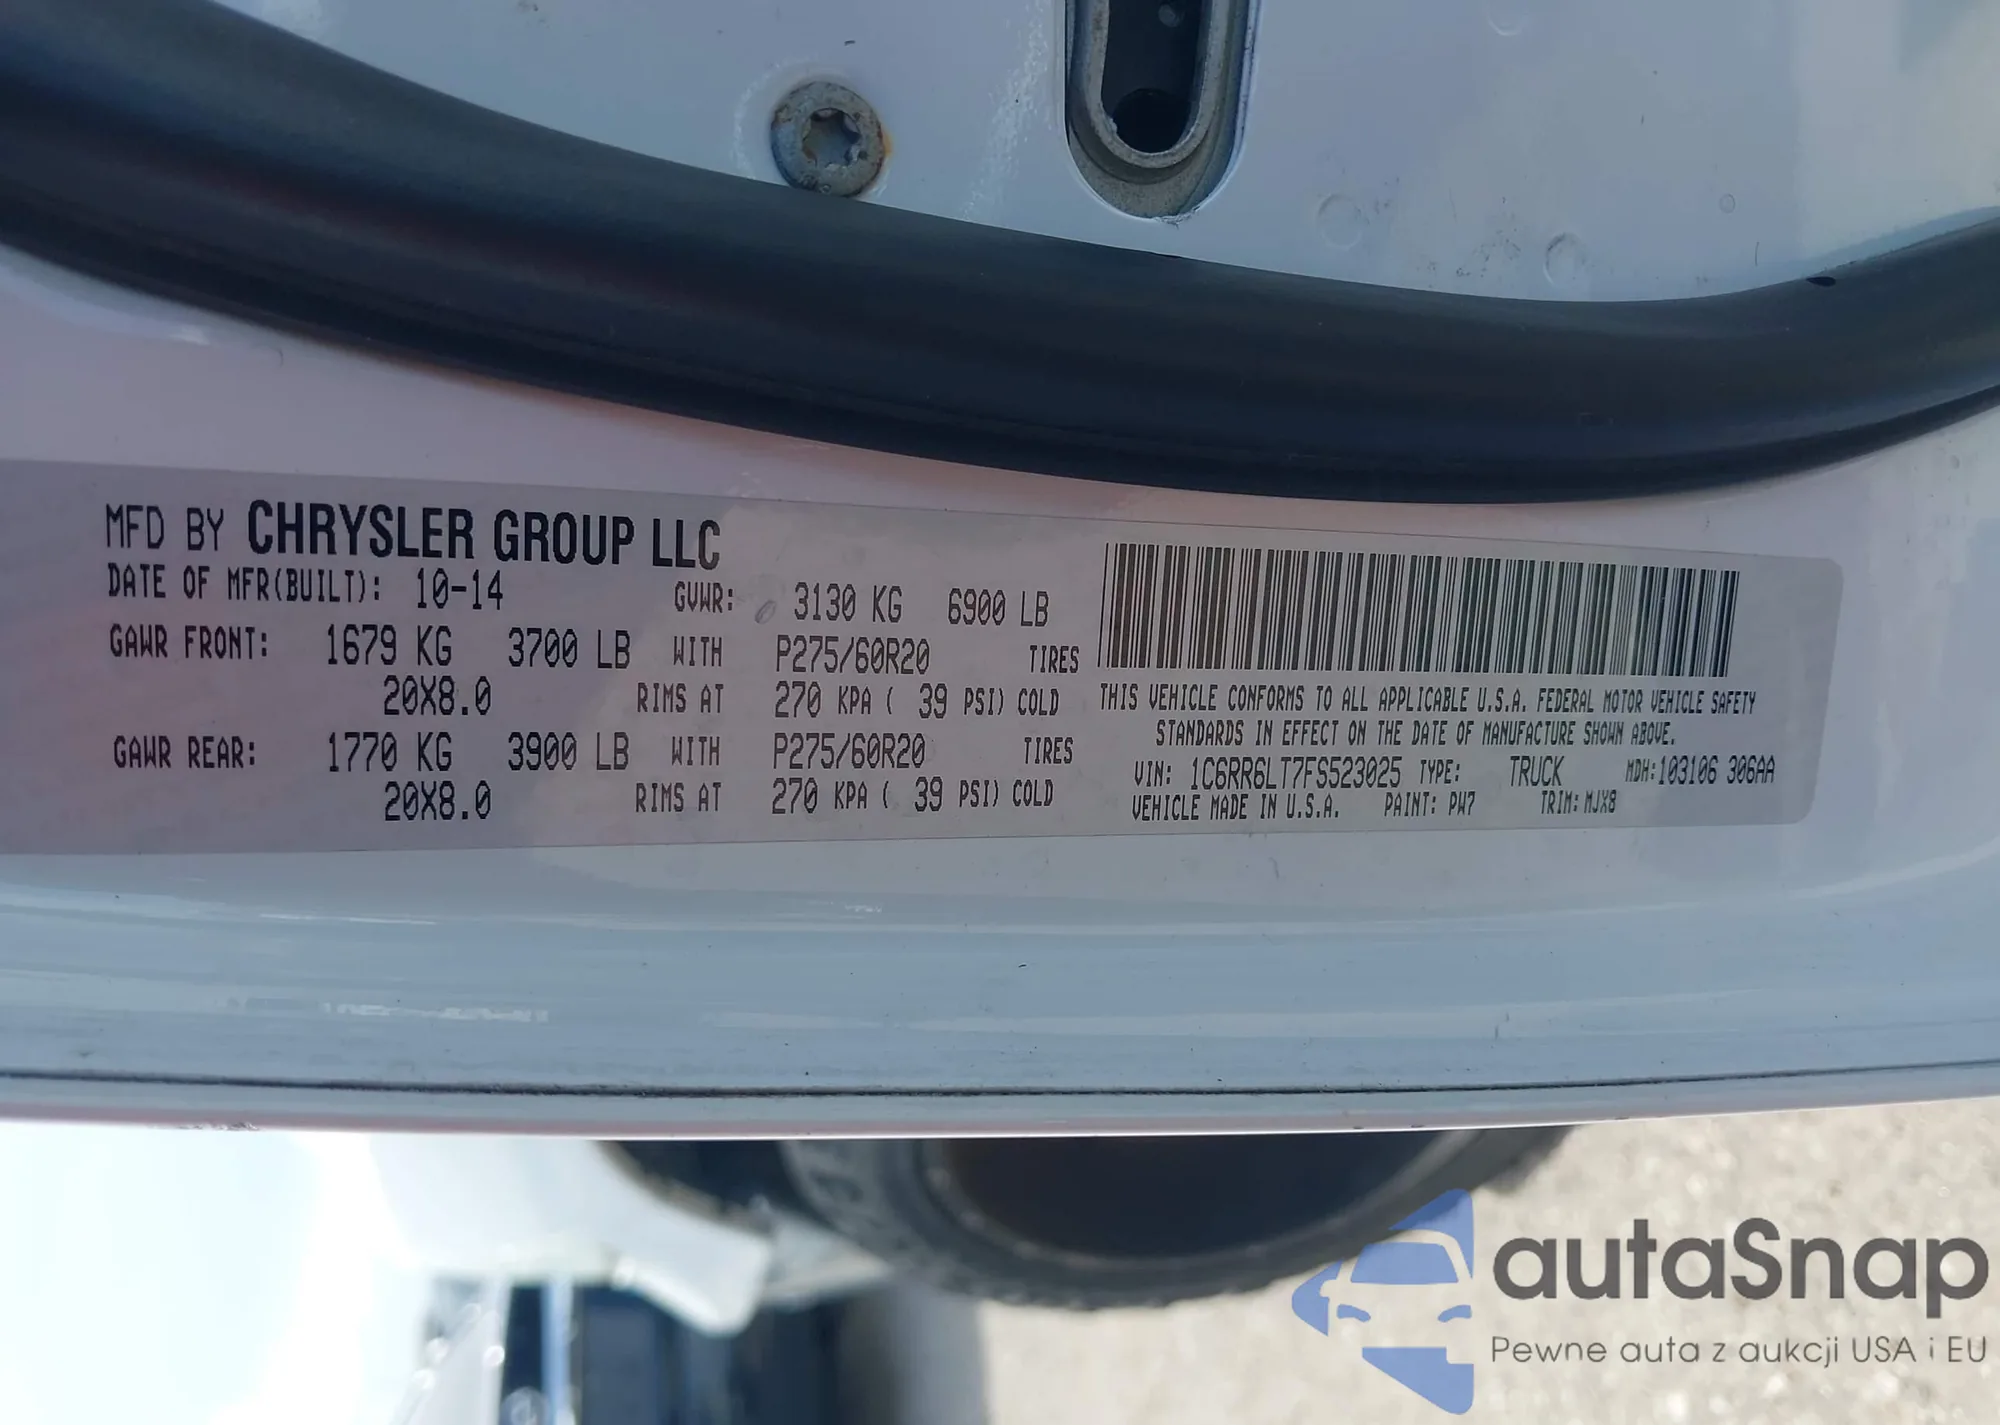 MFD BY CHRYSLER GROUP LLC
DATE OF MFR(BUILT): 10-14 GVWR: 3130 KG 6900 LB
GAWR FRONT: 1679 KG 3700 LB WITH P275/60R20 TIRES
20X8.0 RIMS AT 270 KPA ( 39 PSI) COLD
GAWR REAR: 1770 KG 3900 LB WITH P275/60R20 TIRES
20X8.0 RIMS AT 270 KPA ( 39 PSI) COLD
THIS VEHICLE CONFORMS TO ALL APPLICABLE U.S.A. FEDERAL MOTOR VEHICLE SAFETY
STANDARDS IN EFFECT ON THE DATE OF MANUFACTURE SHOWN ABOVE.
VIN: 1C6RR6LT7FS523025 TYPE: TRUCK MDH:103106 306AA
VEHICLE MADE IN U.S.A. PAINT: PW7 TRIM: MJX8
autaSnap
Pewne auta z aukcji USA i EU